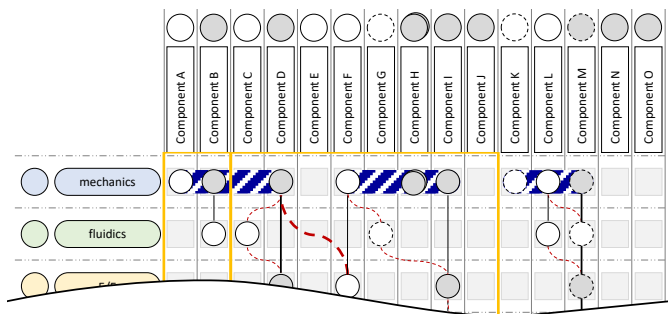 Component A
Component B
Component C
Component D
Component E
Component F
Component G
Component H
Component I
Component J
Component K
Component L
Component M
Component N
Component O
mechanics
fluidics